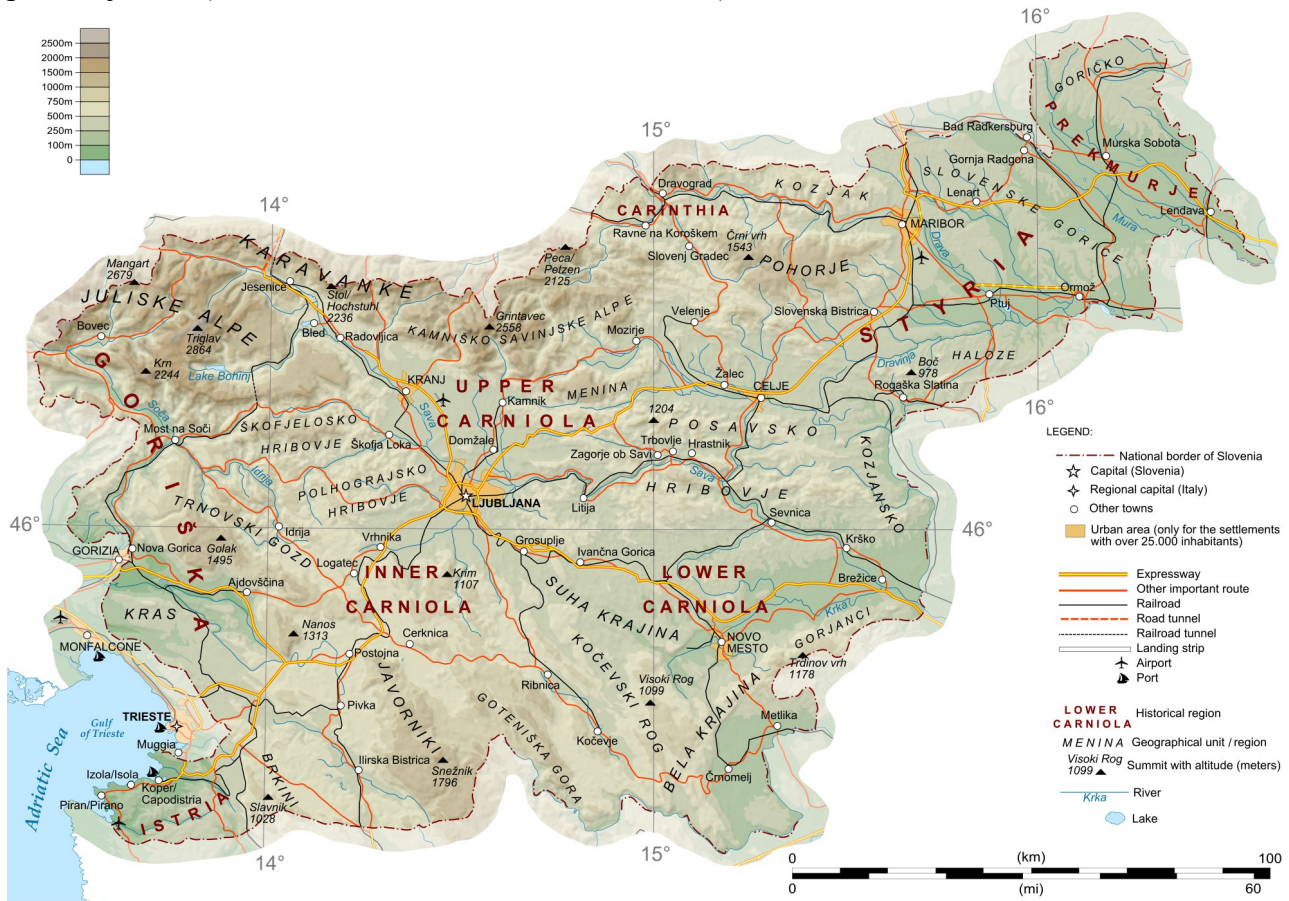 2500m
2000m
1500m
1000m
750m
500m
250m
100m
0
16°
15°
14°
GORIČKO
PREKMURJE
Bad Radkersburg
Gornja Radgona
Murska Sobota
SLOVENSKE GORICE
Lenart
Lendava
Mura
Dravograd
KOZJAK
CARINTHIA
MARIBOR
Ravne na Koroškem
Slovenj Gradec
Črni vrh
1543
POHORJE
Drava
STYRIA
KARAVANKE
Peca/
Petzen
2125
Mangart
2679
JULISKE ALPE
Jesenice
Stol/
Hochstuhl
2236
Grintavec
2558
KAMNIŠKO SAVINJSKE ALPE
Velenje
Slovenska Bistrica
Ptuj
Ormož
Bovec
Triglav
2864
Bled
Radovljica
Mozirje
Dravinja
Boč
978
HALOZE
Krn
2244
Lake Bohinj
GORIŠKA
KRANJ
UPPER
CARNIOLA
MENINA
Žalec
CELJE
Rogaška Slatina
16°
Soča
Sava
Kamnik
Most na Soči
ŠKOFJELOSKO
HRIBOVJE
Škofja Loka
Domžale
1204
POSAVSKO
Trbovlje
Hrastnik
Zagorje ob Savi
KOZJANSKO
Idrija
POLHOGRAJSKO
HRIBOVJE
Sava
HRIBOVJE
LJUBLJANA
Litija
Sevnica
46°
TRNOVSKI GOZD
Idrija
Golak
1495
Vrhnika
Grosuplje
Ivančna Gorica
Krško
46°
GORIZIA
Nova Gorica
Logatec
INNER
CARNIOLA
Krim
1107
LOWER
CARNIOLA
Brežice
Ajdovščina
SUHA KRAJINA
Krka
KRAS
Nanos
1313
Cerknica
KOČEVSKI ROG
NOVO
MESTO
GORJANCI
MONFALCONE
Postojna
Trdinov vrh
1178
JAVORNIKI
Ribnica
Visoki Rog
1099
BELA KRAJINA
TRIESTE
Gulf
of Trieste
Adriatic Sea
Pivka
GOTENIŠKA GORA
Metlika
Muggia
Kočevje
Izola/Isola
Koper/
Capodistria
BRKINI
Ilirska Bistrica
Snežnik
1796
Črnomelj
Piran/Pirano
ISTRIA
Slavnik
1028
14°
15°
LEGEND:
National border of Slovenia
Capital (Slovenia)
Regional capital (Italy)
Other towns
Urban area (only for the settlements
with over 25.000 inhabitants)
Expressway
Other important route
Railroad
Road tunnel
Railroad tunnel
Landing strip
Airport
Port
LOWER
CARNIOLA
Historical region
MENINA
Geographical unit / region
Visoki Rog
1099
Summit with altitude (meters)
Krka
River
Lake
0
(km)
100
0
(mi)
60